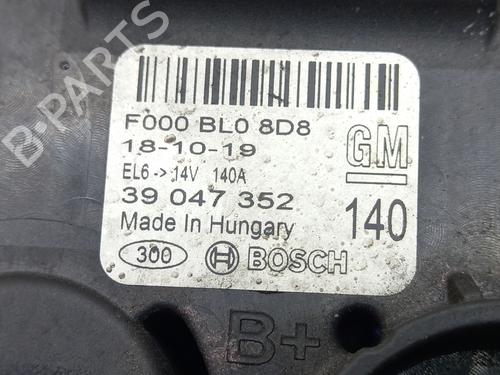 F000 BL0 8D8
18-10-19
GM
EL6-> 14V 140A
39 047 352
140
Made In Hungary
300 BOSCH
B+
B-PARTS